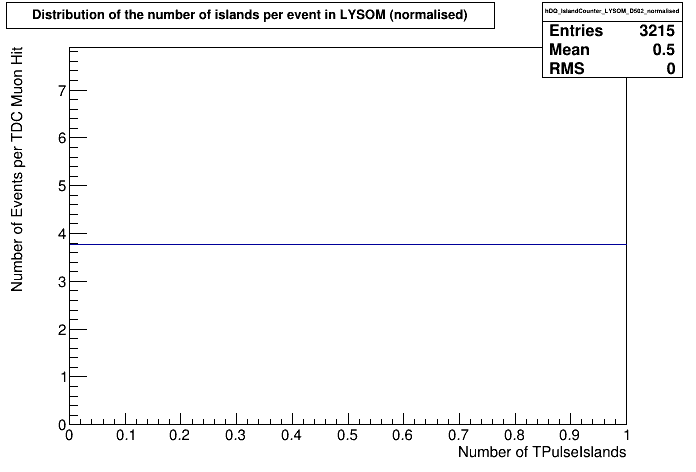 Distribution of the number of islands per event in LYSOM (normalised)
hDQ_IslandCounter_LYSOM_D502_normalised
Entries 3215
Mean 0.5
RMS 0
Number of Events per TDC Muon Hit
7
6
5
4
3
2
1
0
0 0.1 0.2 0.3 0.4 0.5 0.6 0.7 0.8 0.9 1
Number of TPulseIslands